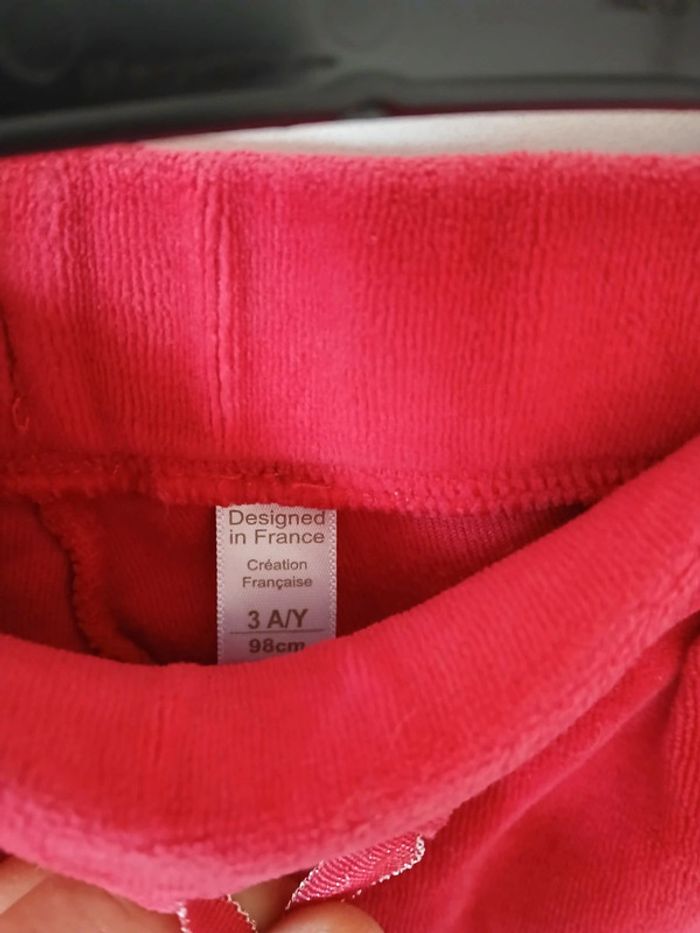 Designed
in France
Création
Française
3 A/Y
98cm